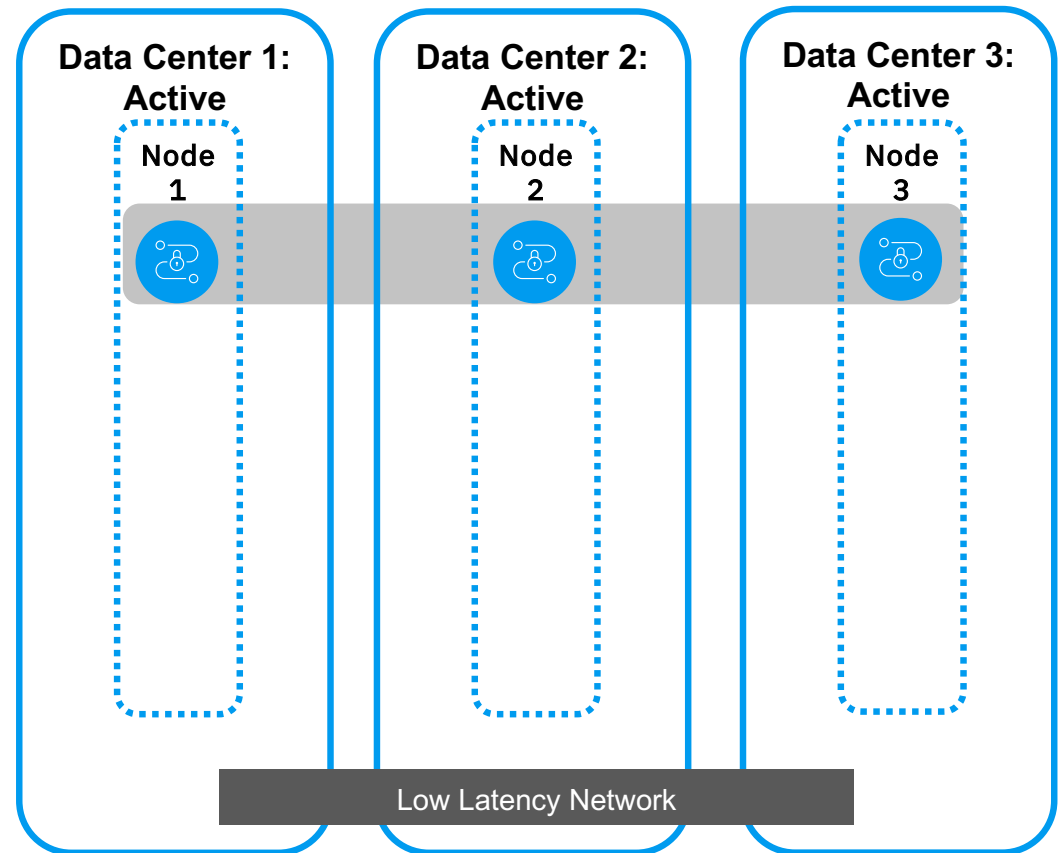 Data Center 1:
Active
Node
1
Data Center 2:
Active
Node
2
Data Center 3:
Active
Node
3
Low Latency Network